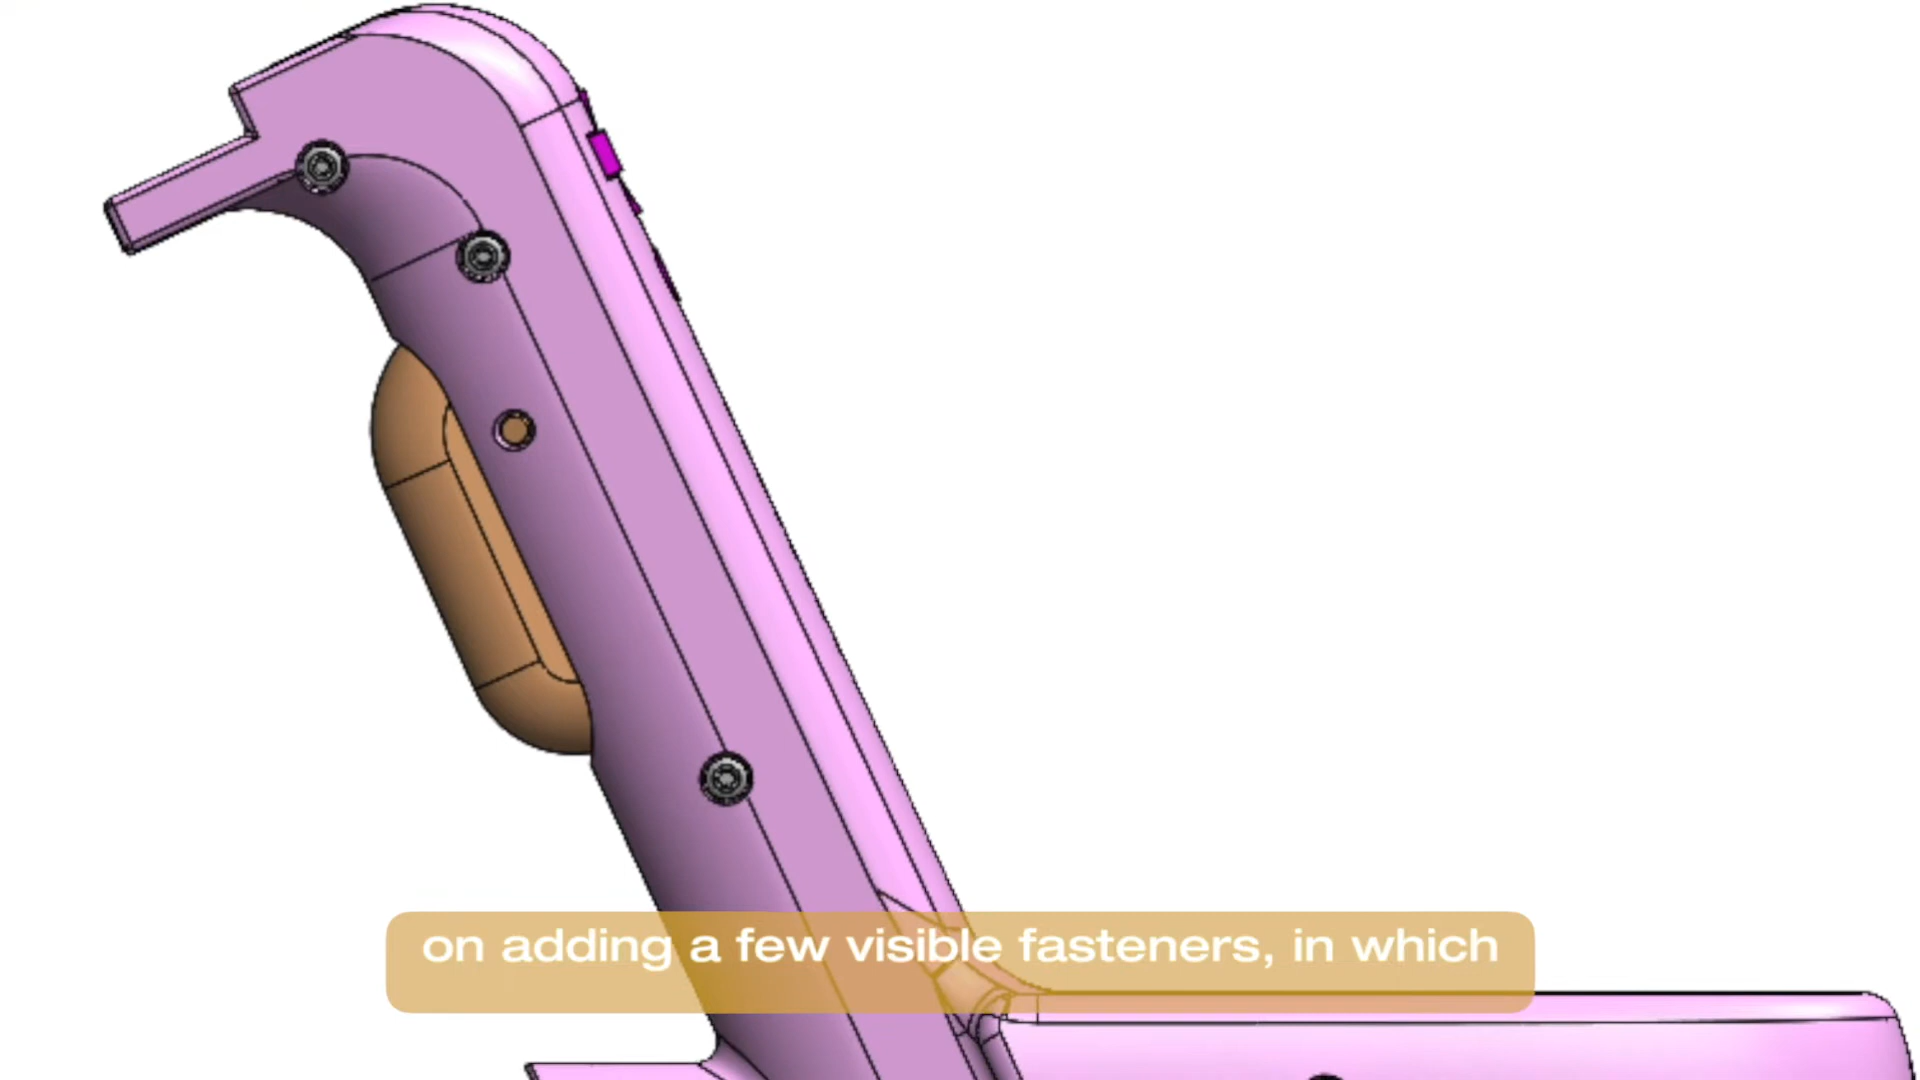 on adding a few visible fasteners, in which